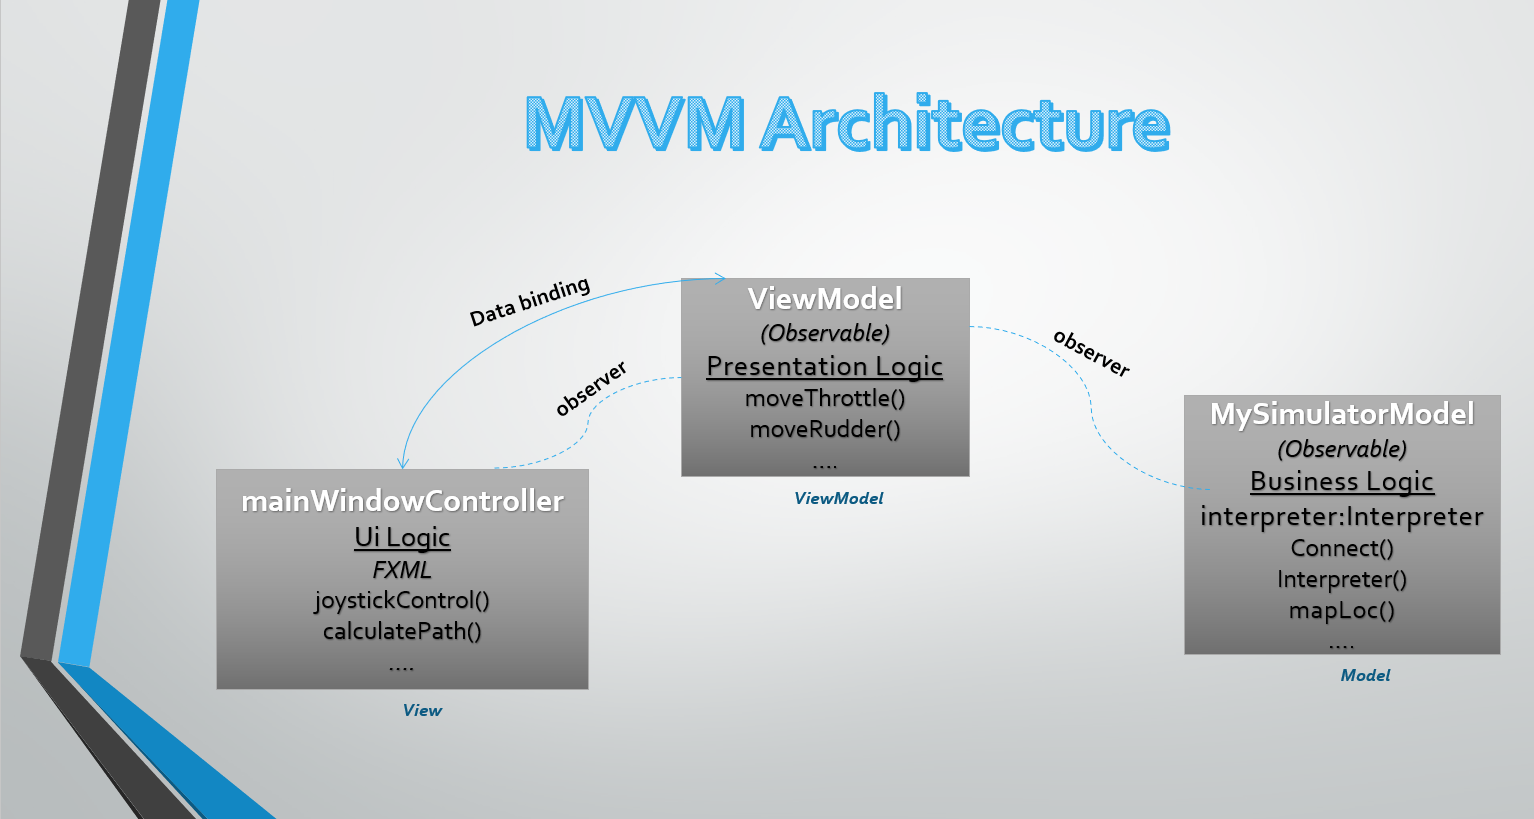 MVVM Architecture
Data binding
observer
ViewModel
(Observable)
Presentation Logic
moveThrottle()
moveRudder()
....
ViewModel
observer
mainWindowController
Ui Logic
FXML
joystickControl()
calculatePath()
....
View
MySimulatorModel
(Observable)
Business Logic
interpreter:Interpreter
Connect()
Interpreter()
mapLoc()
....
Model